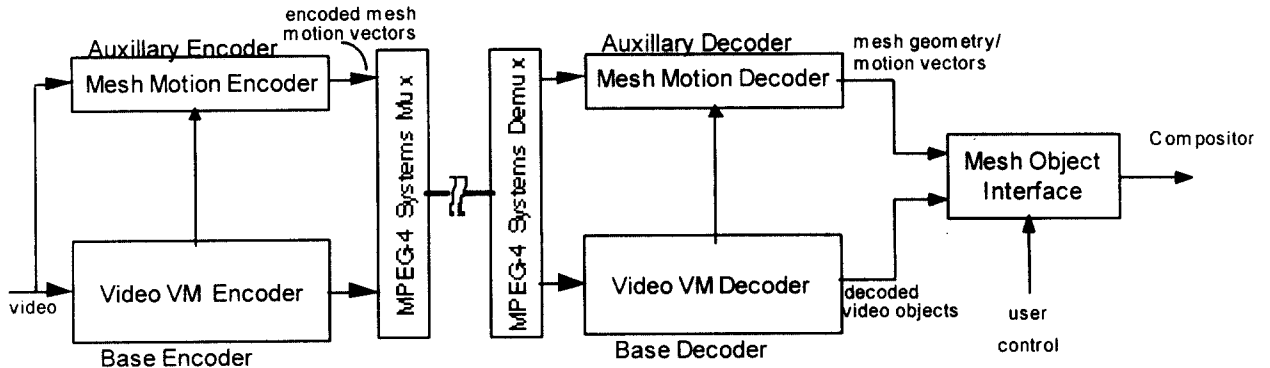 encoded mesh
motion vectors
Auxillary Encoder
Mesh Motion Encoder
MPEG-4 Systems Mux
MPEG-4 Systems Demux
Auxillary Decoder
Mesh Motion Decoder
mesh geometry/
motion vectors
Mesh Object
Interface
Compositor
video
Video VM Encoder
Base Encoder
Video VM Decoder
Base Decoder
decoded
video objects
user
control